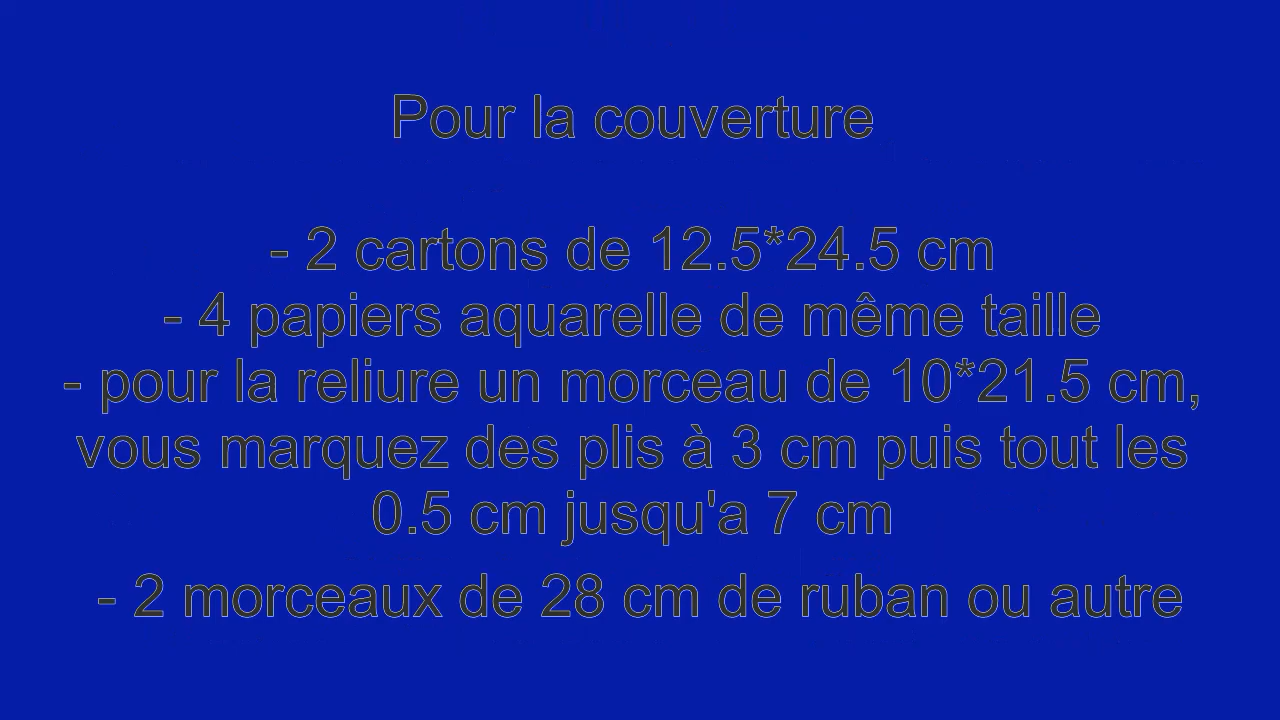 Pour la couverture
- 2 cartons de 12.5*24.5 cm
- 4 papiers aquarelle de même taille
- pour la reliure un morceau de 10*21.5 cm,
vous marquez des plis à 3 cm puis tout les
0.5 cm jusqu'a 7 cm
- 2 morceaux de 28 cm de ruban ou autre